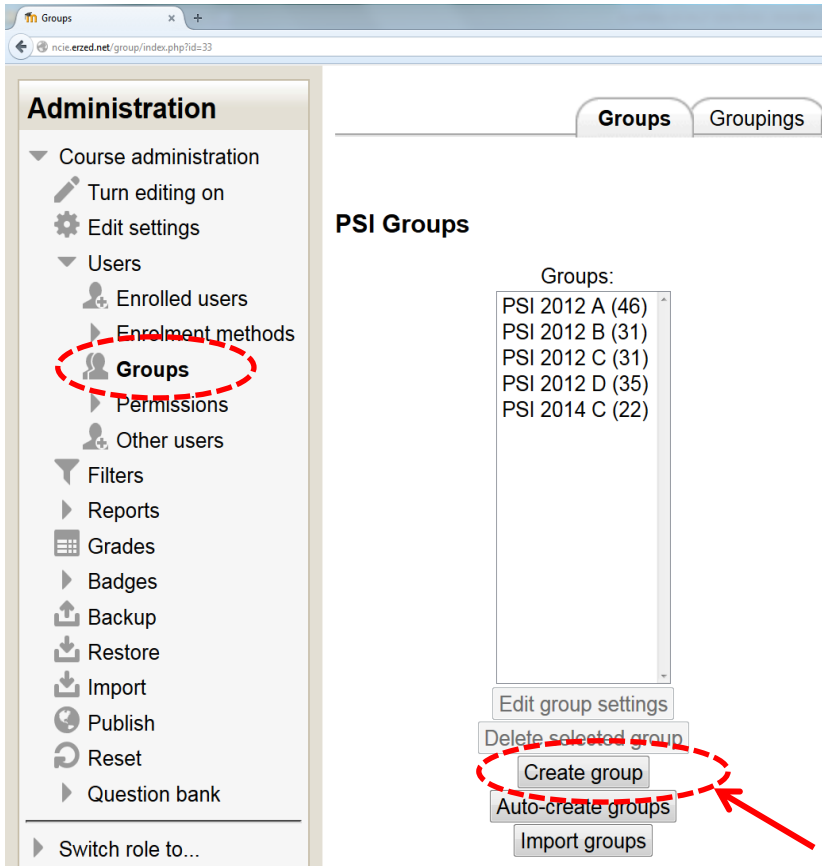 Groups
ncie.erzed.net/group/index.php?id=33
Administration
Course administration
Turn editing on
Edit settings
Users
Enrolled users
Enrolment methods
Groups
Permissions
Other users
Filters
Reports
Grades
Badges
Backup
Restore
Import
Publish
Reset
Question bank
Switch role to...
Groups
Groupings
PSI Groups
Groups:
PSI 2012 A (46)
PSI 2012 B (31)
PSI 2012 C (31)
PSI 2012 D (35)
PSI 2014 C (22)
Edit group settings
Delete selected group
Create group
Auto-create groups
Import groups